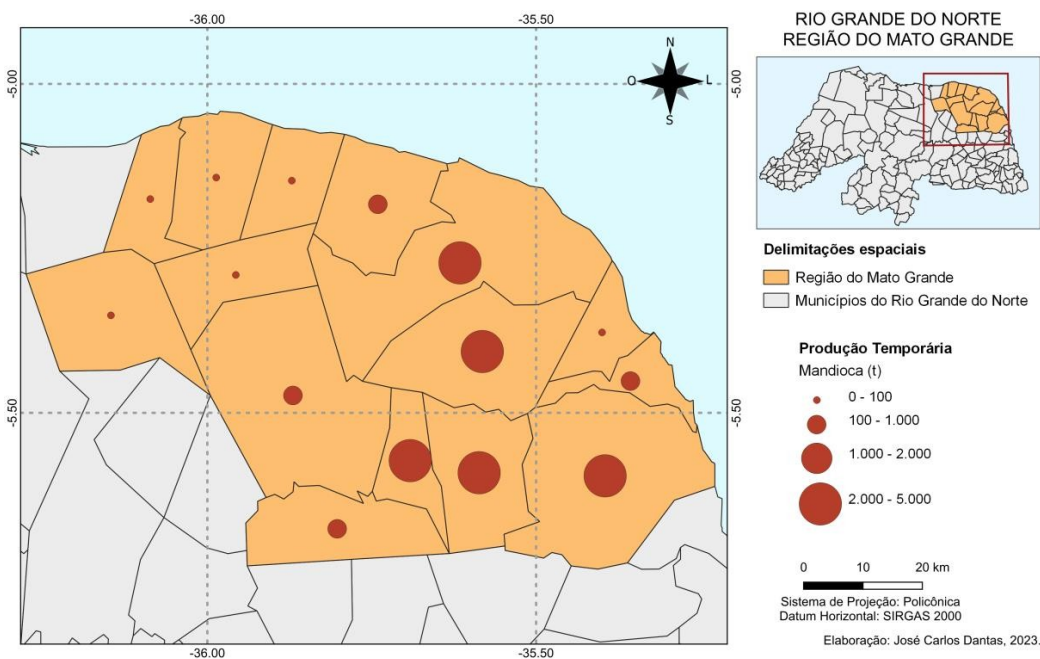 -36.00
-35.50
RIO GRANDE DO NORTE
REGIÃO DO MATO GRANDE
-5.00
N
O
L
S
-5.00
Delimitações espaciais
Região do Mato Grande
Municípios do Rio Grande do Norte
Produção Temporária
Mandioca (t)
0 - 100
100 - 1.000
1.000 - 2.000
2.000 - 5.000
-5.50
-5.50
0
10
20 km
Sistema de Projeção: Policônica
Datum Horizontal: SIRGAS 2000
Elaboração: José Carlos Dantas, 2023.
-36.00
-35.50